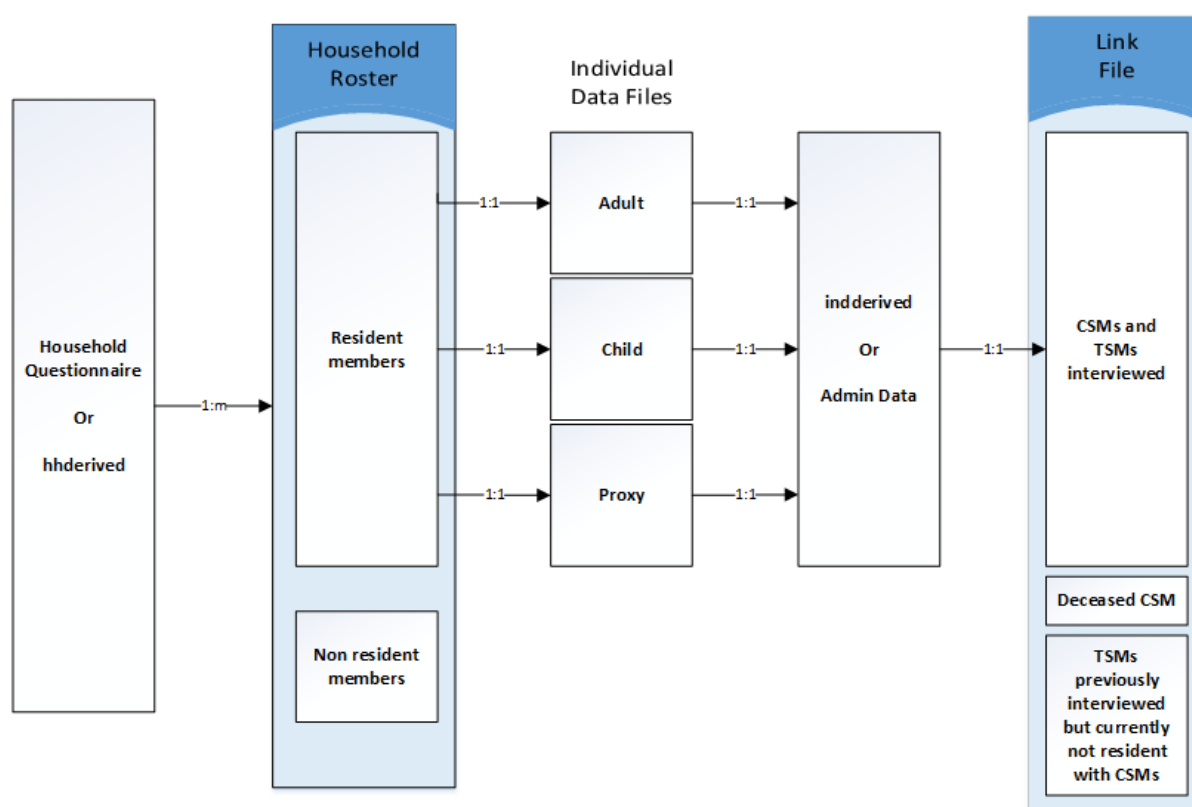 Household
Roster
Individual
Data Files
Link
File
Household
Questionnaire
Or
hhderived
1:m
Resident
members
Non resident
members
1:1
1:1
1:1
Adult
Child
Proxy
1:1
1:1
1:1
indderived
Or
Admin Data
1:1
CSMs and
TSMs
interviewed
Deceased CSM
TSMs
previously
interviewed
but currently
not resident
with CSMs